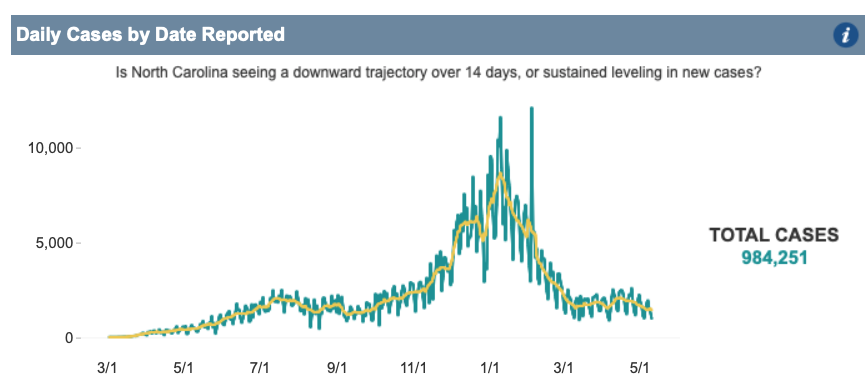 Daily Cases by Date Reported
i
Is North Carolina seeing a downward trajectory over 14 days, or sustained leveling in new cases?
10,000
5,000
0
3/1 5/1 7/1 9/1 11/1 1/1 3/1 5/1
TOTAL CASES
984,251